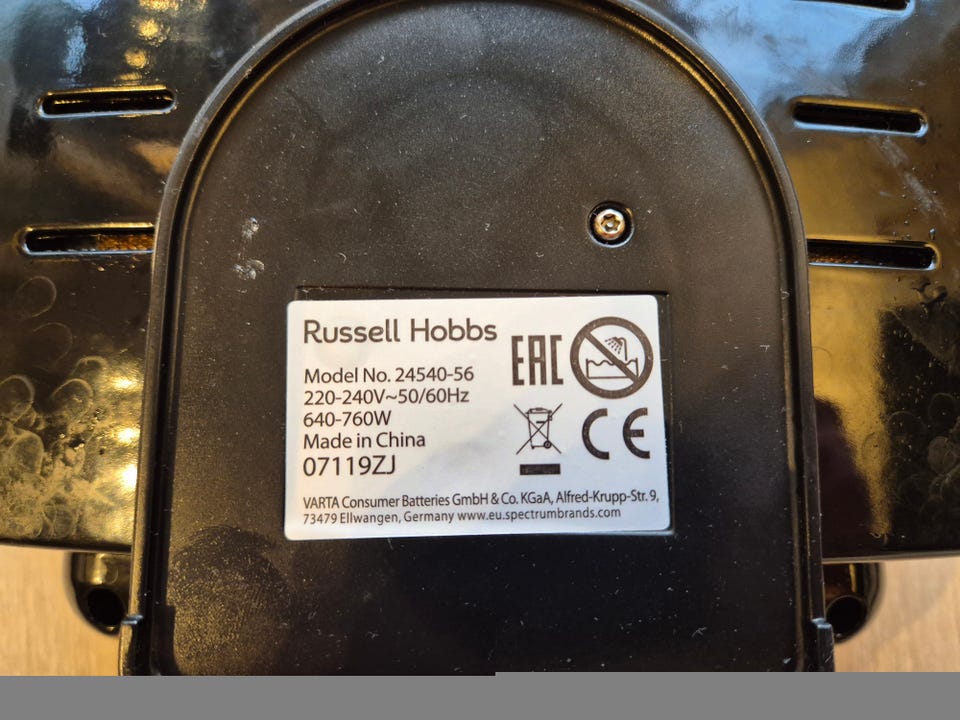 Russell Hobbs
EAC
Model No. 24540-56
220-240V~50/60Hz
640-760W
Made in China
07119ZJ
CE
VARTA Consumer Batteries GmbH & Co. KGaA, Alfred-Krupp-Str. 9,
73479 Ellwangen, Germany www.eu.spectrumbrands.com